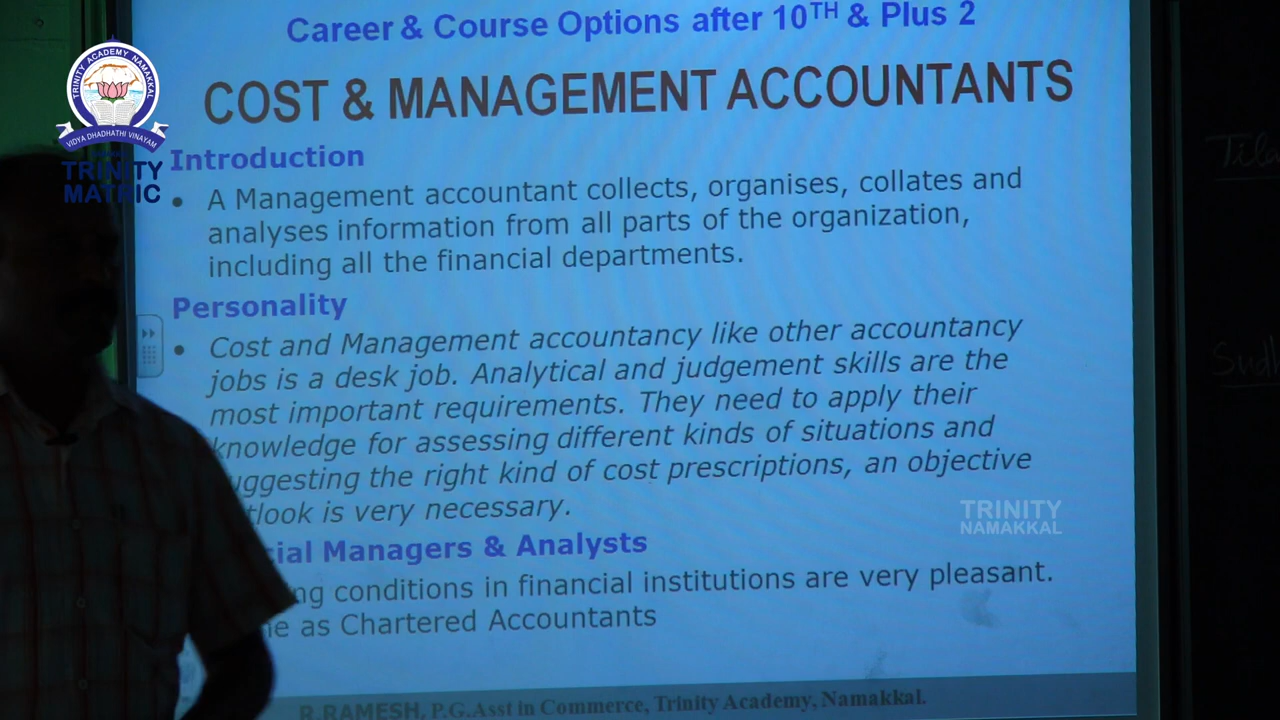 Career & Course Options after 10TH & Plus 2
COST & MANAGEMENT ACCOUNTANTS
TRINITY ACADEMY NAMAKKAL
VIDYA DHADHATHI VINAYAM
TRINITY
MATRIC
Introduction
• A Management accountant collects, organises, collates and
analyses information from all parts of the organization,
including all the financial departments.
Personality
• Cost and Management accountancy like other accountancy
jobs is a desk job. Analytical and judgement skills are the
most important requirements. They need to apply their
knowledge for assessing different kinds of situations and
uggesting the right kind of cost prescriptions, an objective
tlook is very necessary.
cial Managers & Analysts
ng conditions in financial institutions are very pleasant.
e as Chartered Accountants
TRINITY
NAMAKKAL
R.RAMESH, P.G.Asst in Commerce, Trinity Academy, Namakkal.